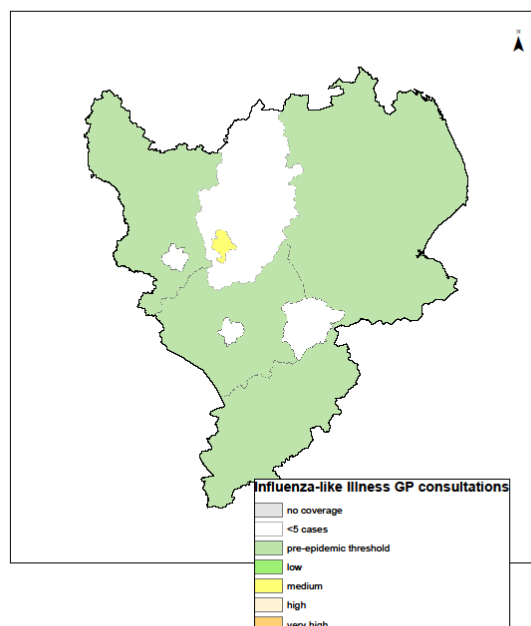 N
Influenza-like Illness GP consultations
no coverage
<5 cases
pre-epidemic threshold
low
medium
high
very high